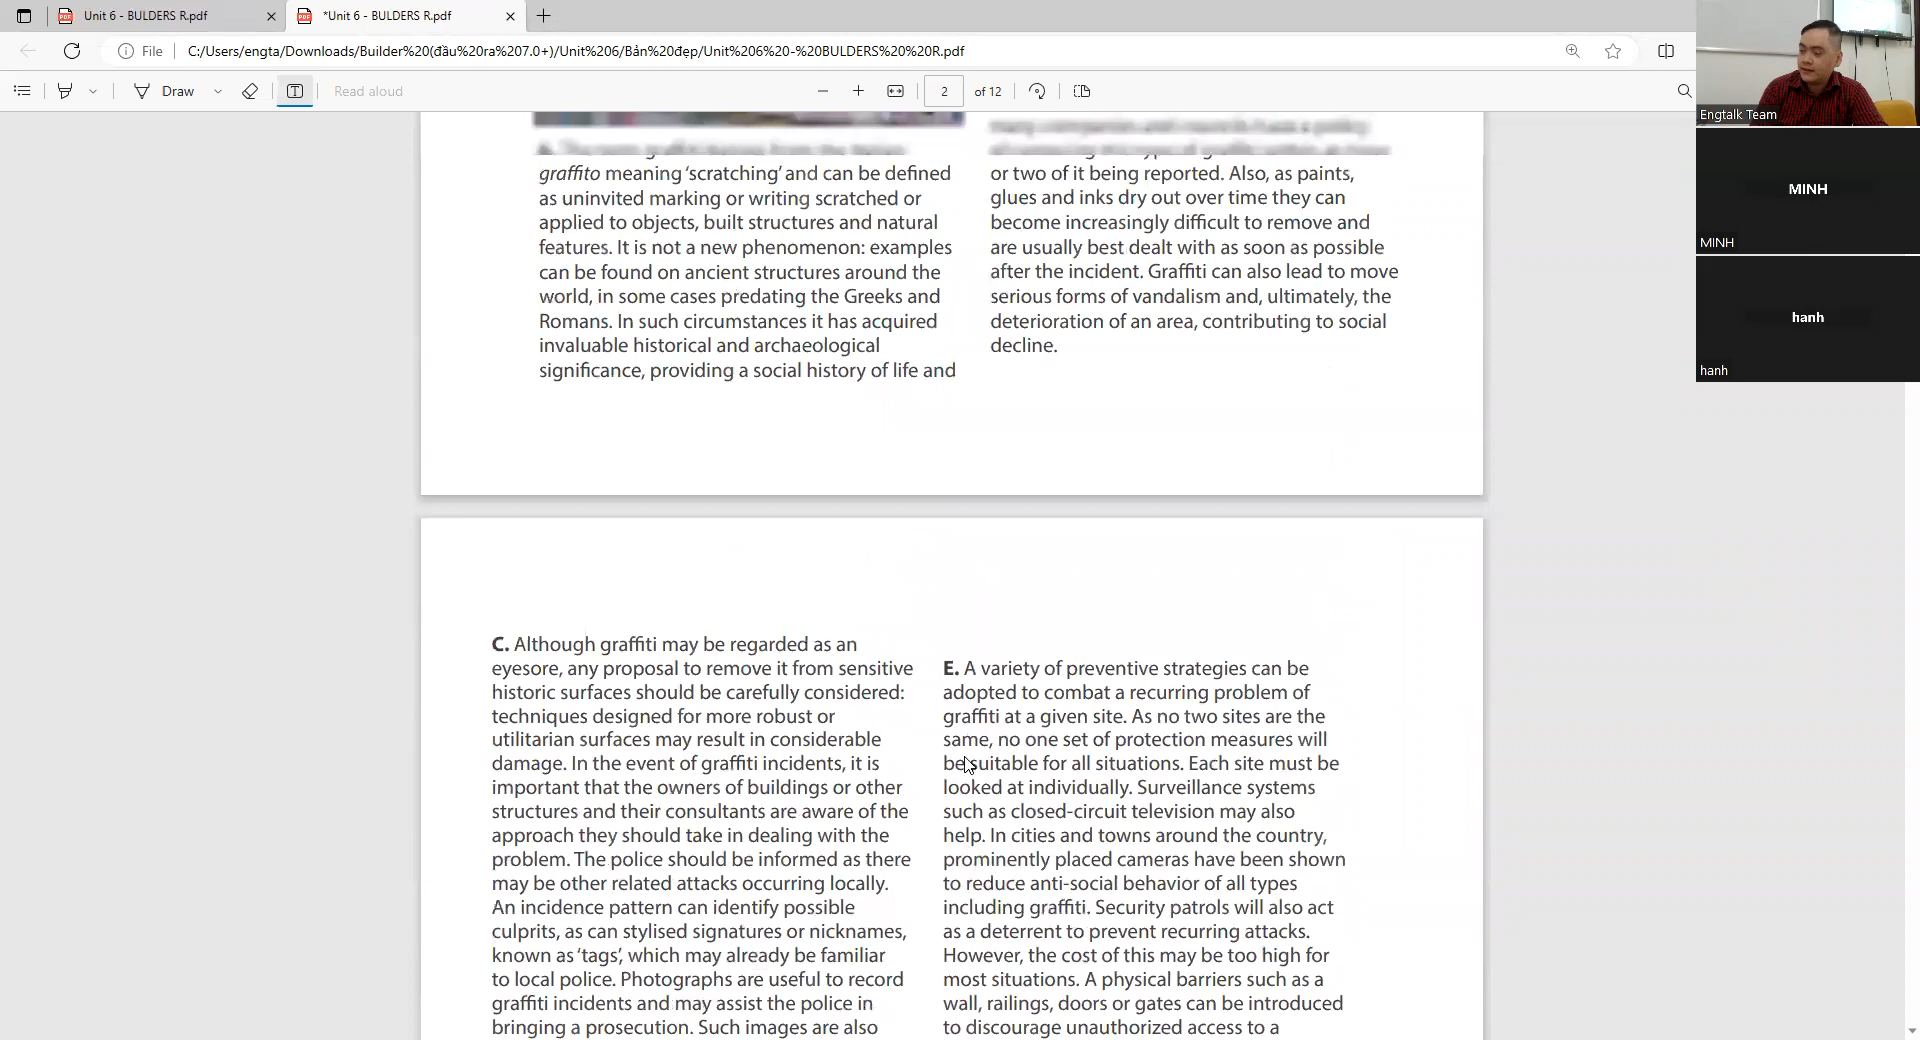 Unit 6 - BULDERS R.pdf
*Unit 6 - BULDERS R.pdf
File
C:/Users/engta/Downloads/Builder%20(đầu%20ra%207.0+)/Unit%206/Bản%20đẹp/Unit%206%20-%20BULDERS%20%20R.pdf
Draw
Read aloud
2
of 12
Engtalk Team
MINH
MINH
hanh
hanh
A. The term graffiti derives from the Italian
graffito meaning ‘scratching’ and can be defined
as uninvited marking or writing scratched or
applied to objects, built structures and natural
features. It is not a new phenomenon: examples
can be found on ancient structures around the
world, in some cases predating the Greeks and
Romans. In such circumstances it has acquired
invaluable historical and archaeological
significance, providing a social history of life and
many companies and councils have a policy
of removing
or two of it being reported. Also, as paints,
glues and inks dry out over time they can
become increasingly difficult to remove and
are usually best dealt with as soon as possible
after the incident. Graffiti can also lead to move
serious forms of vandalism and, ultimately, the
deterioration of an area, contributing to social
decline.
C. Although graffiti may be regarded as an
eyesore, any proposal to remove it from sensitive
historic surfaces should be carefully considered:
techniques designed for more robust or
utilitarian surfaces may result in considerable
damage. In the event of graffiti incidents, it is
important that the owners of buildings or other
structures and their consultants are aware of the
approach they should take in dealing with the
problem. The police should be informed as there
may be other related attacks occurring locally.
An incidence pattern can identify possible
culprits, as can stylised signatures or nicknames,
known as ‘tags’, which may already be familiar
to local police. Photographs are useful to record
graffiti incidents and may assist the police in
bringing a prosecution. Such images are also
E. A variety of preventive strategies can be
adopted to combat a recurring problem of
graffiti at a given site. As no two sites are the
same, no one set of protection measures will
be suitable for all situations. Each site must be
looked at individually. Surveillance systems
such as closed-circuit television may also
help. In cities and towns around the country,
prominently placed cameras have been shown
to reduce anti-social behavior of all types
including graffiti. Security patrols will also act
as a deterrent to prevent recurring attacks.
However, the cost of this may be too high for
most situations. A physical barriers such as a
wall, railings, doors or gates can be introduced
to discourage unauthorized access to a